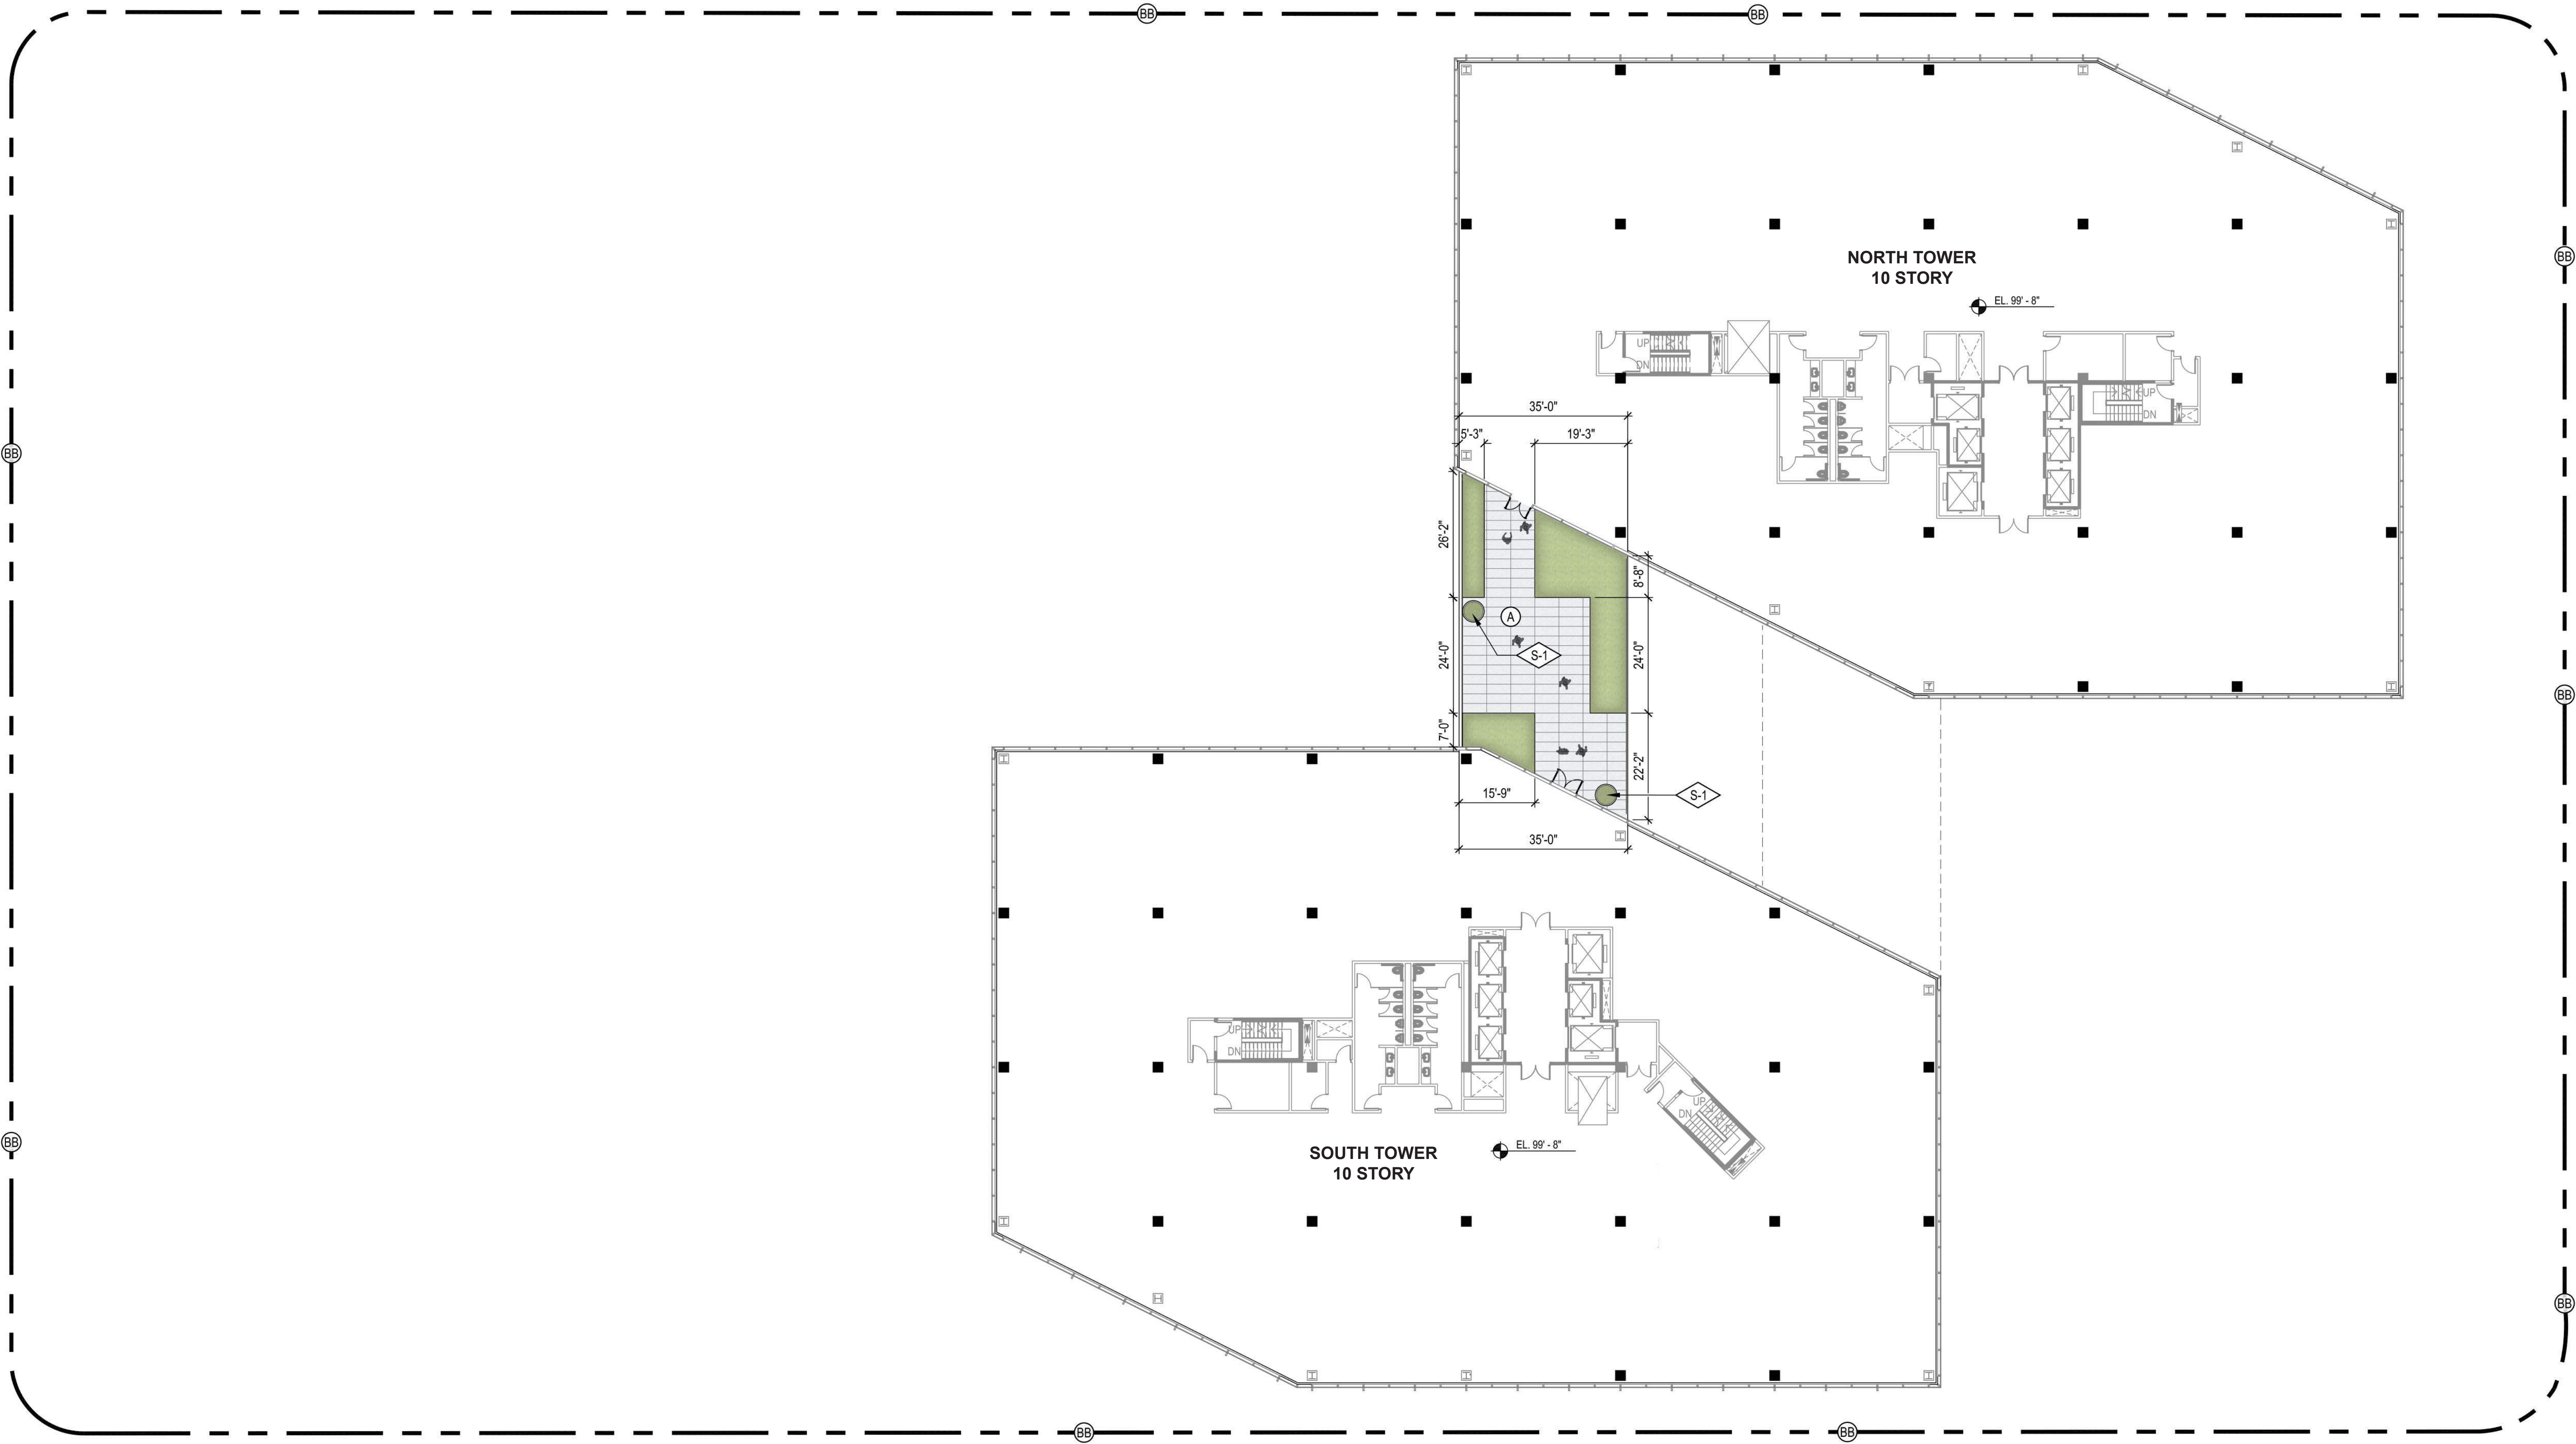 BB
BB
BB
NORTH TOWER
10 STORY
EL. 99' - 8"
UP
DN
UP
DN
35'-0"
5'-3"
19'-3"
BB
26'-2"
8'-8"
A
S-1
24'-0"
24'-0"
BB
7'-0"
22'-2"
15'-9"
S-1
35'-0"
UP
DN
UP
DN
BB
SOUTH TOWER
10 STORY
EL. 99' - 8"
BB
BB
BB